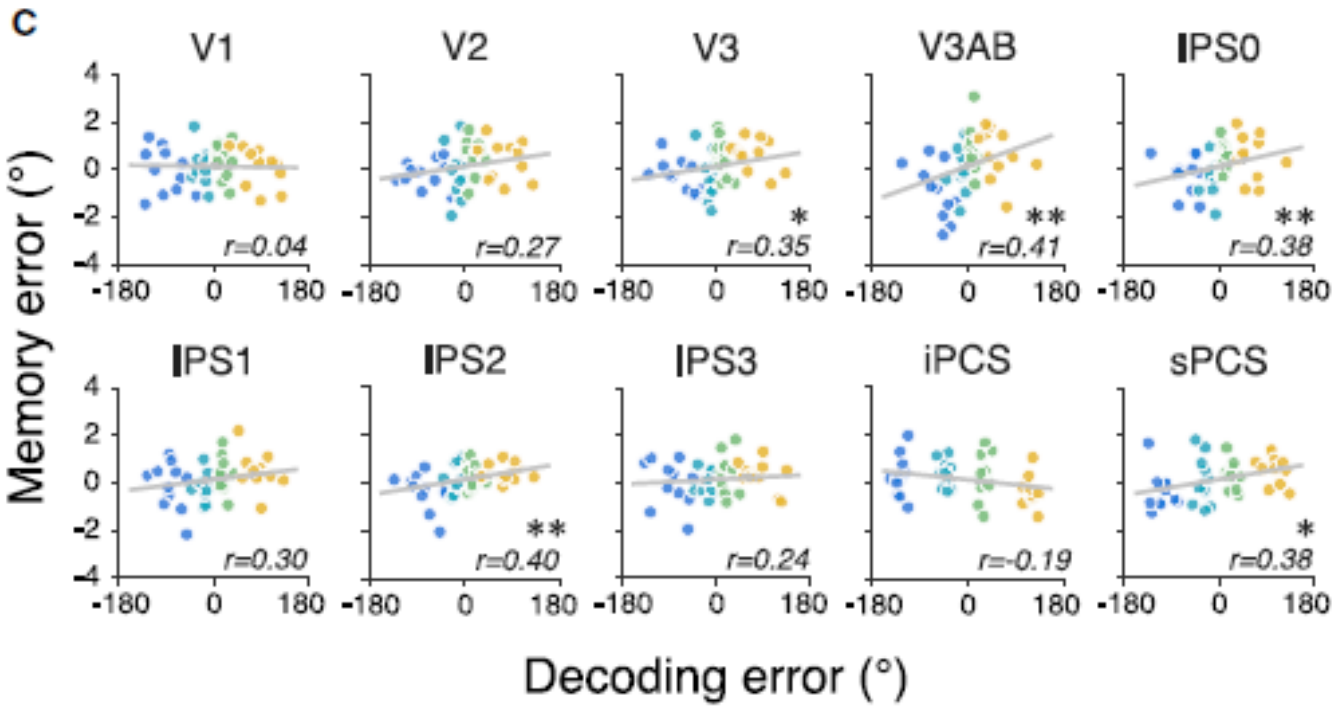 C
V1 V2 V3 V3AB IPS0
4
2
0
-2
-4
r=0.04 r=0.27 * r=0.35 ** r=0.41 ** r=0.38
-180 0 180 -180 0 180 -180 0 180 -180 0 180 -180 0 180
IPS1 IPS2 IPS3 iPCS sPCS
4
2
0
-2
-4
r=0.30 ** r=0.40 r=0.24 r=-0.19 * r=0.38
-180 0 180 -180 0 180 -180 0 180 -180 0 180 -180 0 180
Memory error (°)
Decoding error (°)